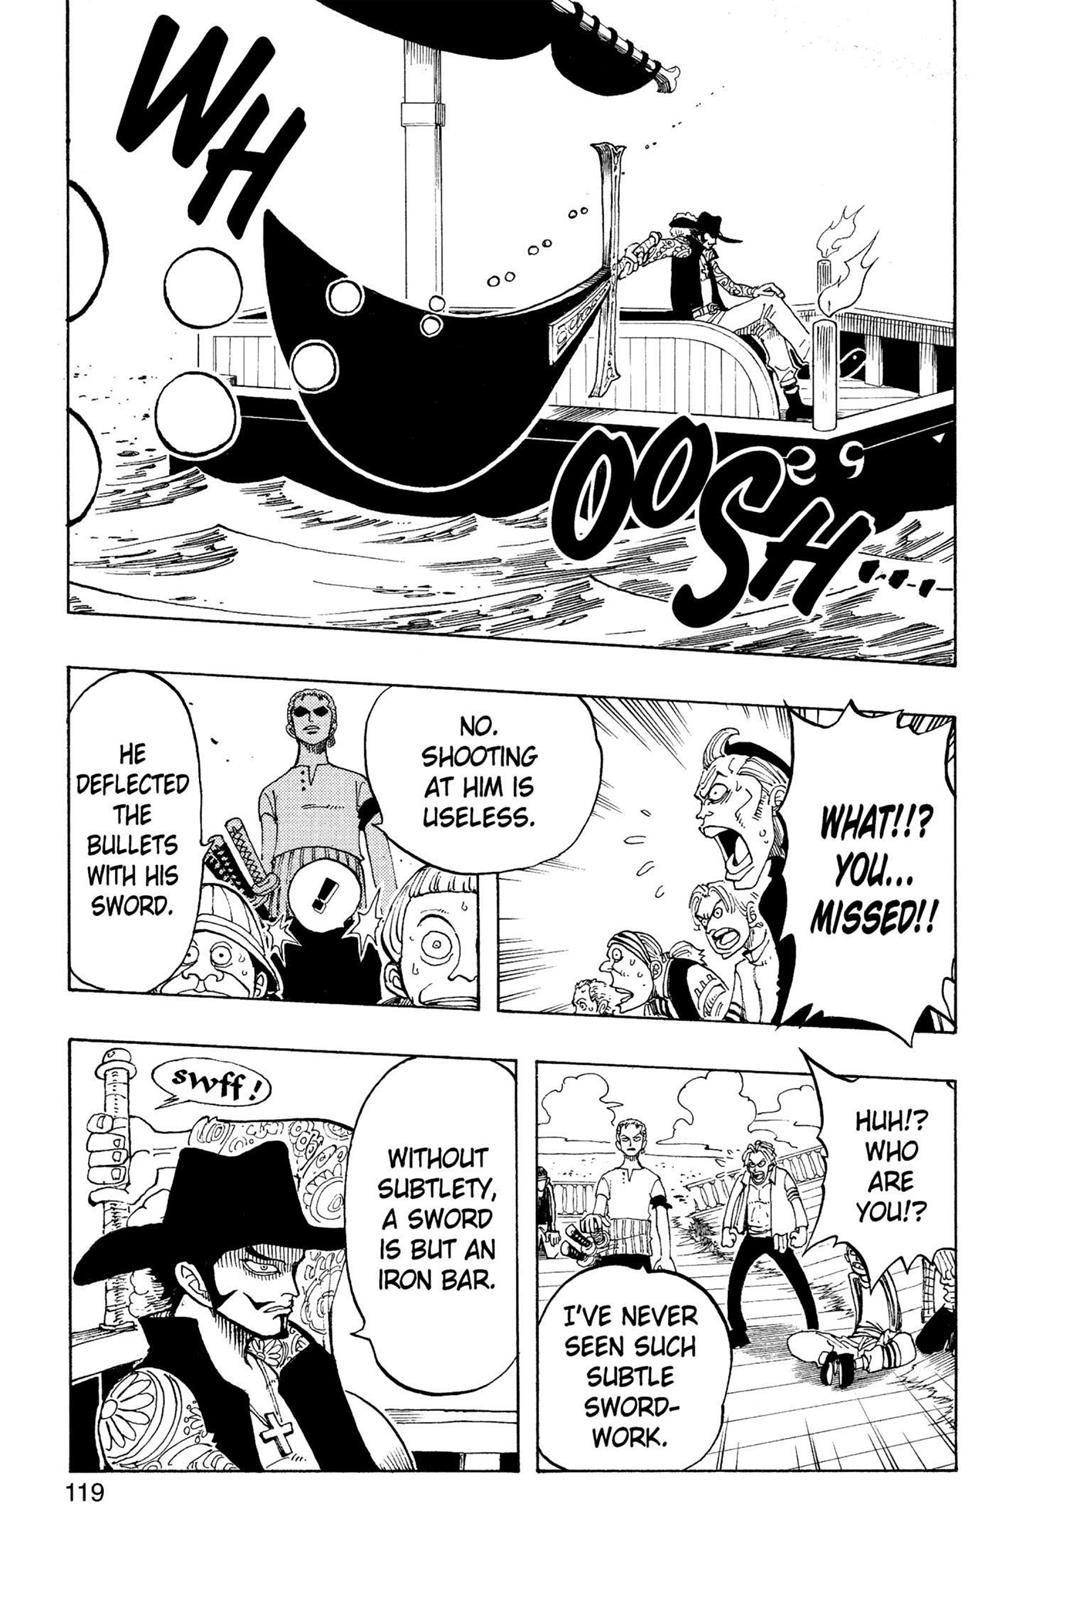 WH
OOSH...
WHAT!!?
YOU...
MISSED!!
NO.
SHOOTING
AT HIM IS
USELESS.
HE
DEFLECTED
THE
BULLETS
WITH HIS
SWORD.
!
HUH!?
WHO
ARE
YOU!?
I'VE NEVER
SEEN SUCH
SUBTLE
SWORD-
WORK.
swff!
WITHOUT
SUBTLETY,
A SWORD
IS BUT AN
IRON BAR.
119